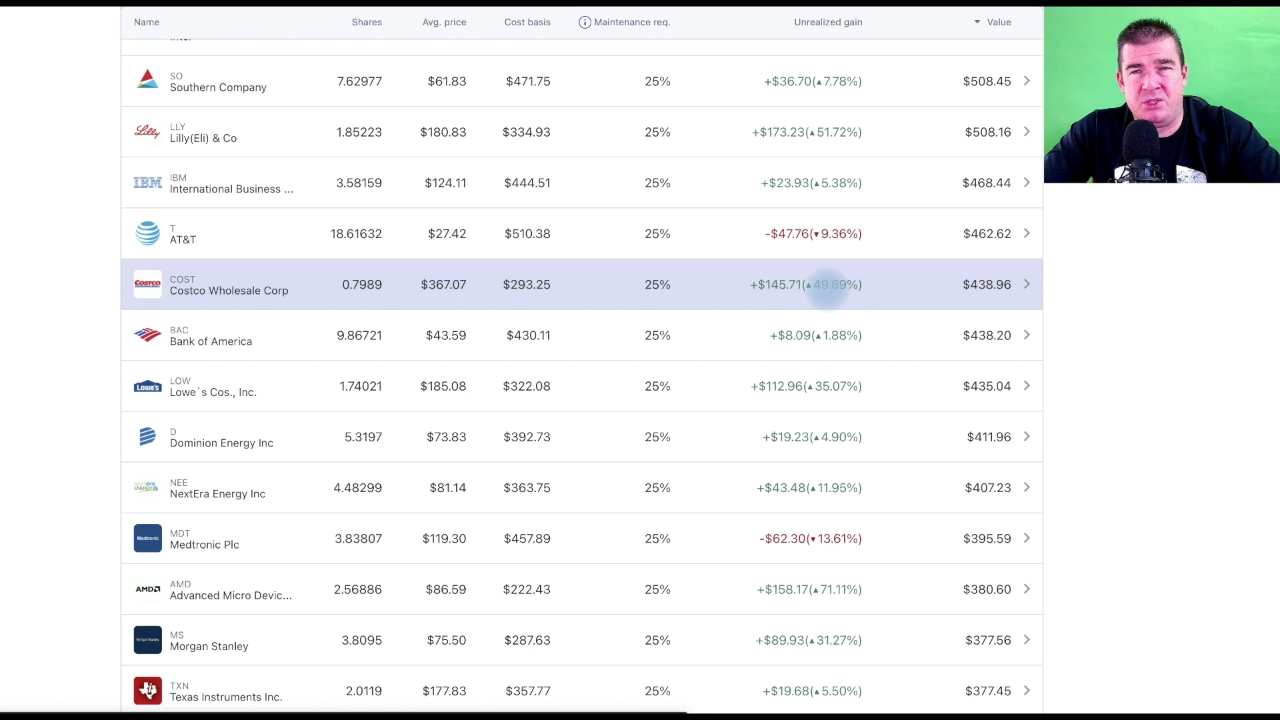 Name Shares Avg. price Cost basis Maintenance req. Unrealized gain Value
SO
Southern Company 7.62977 $61.83 $471.75 25% +$36.70(▲7.78%) $508.45
Lilly LLY
Lilly(Eli) & Co 1.85223 $180.83 $334.93 25% +$173.23(▲51.72%) $508.16
IBM IBM
International Business ... 3.58159 $124.11 $444.51 25% +$23.93(▲5.38%) $468.44
T
AT&T 18.61632 $27.42 $510.38 25% -$47.76(▼9.36%) $462.62
Costco COST
Costco Wholesale Corp 0.7989 $367.07 $293.25 25% +$145.71(▲49.69%) $438.96
BAC
Bank of America 9.86721 $43.59 $430.11 25% +$8.09(▲1.88%) $438.20
LOWE'S LOW
Lowe`s Cos., Inc. 1.74021 $185.08 $322.08 25% +$112.96(▲35.07%) $435.04
D
Dominion Energy Inc 5.3197 $73.83 $392.73 25% +$19.23(▲4.90%) $411.96
NEE
NextEra Energy Inc 4.48299 $81.14 $363.75 25% +$43.48(▲11.95%) $407.23
Medtronic MDT
Medtronic Plc 3.83807 $119.30 $457.89 25% -$62.30(▼13.61%) $395.59
AMD AMD
Advanced Micro Devic... 2.56886 $86.59 $222.43 25% +$158.17(▲71.11%) $380.60
Morgan Stanley MS
Morgan Stanley 3.8095 $75.50 $287.63 25% +$89.93(▲31.27%) $377.56
TXN
Texas Instruments Inc. 2.0119 $177.83 $357.77 25% +$19.68(▲5.50%) $377.45